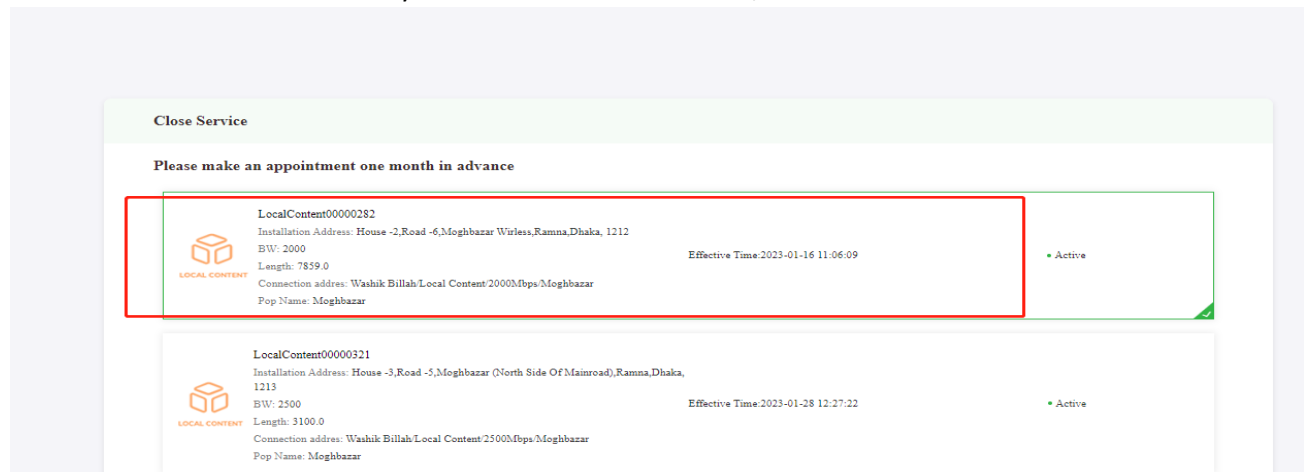 Close Service
Please make an appointment one month in advance
LocalContent00000282
Installation Address: House -2,Road -6,Moghbazar Wirless,Ramna,Dhaka, 1212
BW: 2000
Effective Time:2023-01-16 11:06:09
• Active
Length: 7859.0
LOCAL CONTENT
Connection addres: Washik Billah/Local Content/2000Mbps/Moghbazar
Pop Name: Moghbazar
LocalContent00000321
Installation Address: House -3,Road -5,Moghbazar (North Side Of Mainroad),Ramna,Dhaka,
1213
BW: 2500
Effective Time:2023-01-28 12:27:22
• Active
Length: 3100.0
LOCAL CONTENT
Connection addres: Washik Billah/Local Content/2500Mbps/Moghbazar
Pop Name: Moghbazar